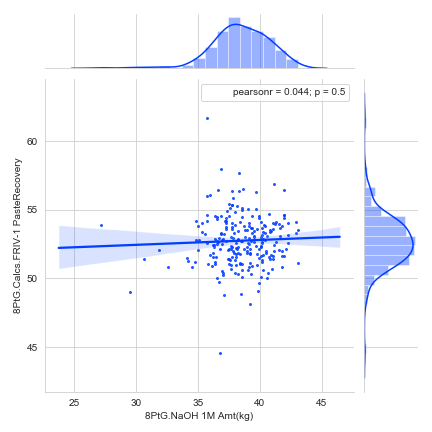 pearsonr = 0.044; p = 0.5
60
55
50
45
8PtG.Calcs.FRIV-1 PasteRecovery
25 30 35 40 45
8PtG.NaOH 1M Amt(kg)